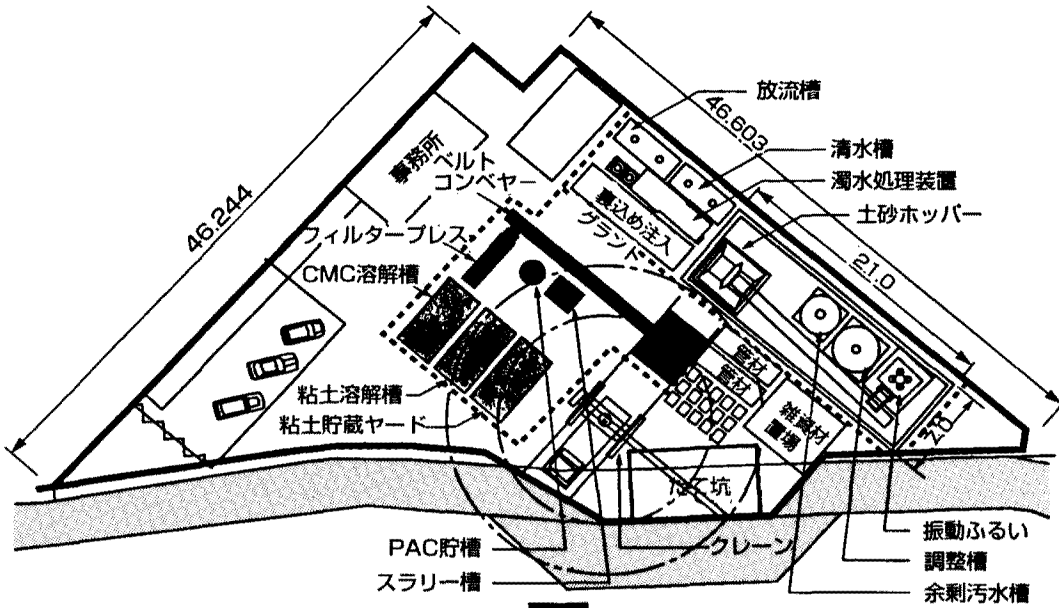 放流槽
46.603
清水槽
濁水処理装置
土砂ホッパー
事務所
ベルト
コンベヤー
裏込め注入
グランド
46.244
フィルタープレス
21.0
CMC溶解槽
管材
管材
雑資材
置場
7.8
粘土溶解槽
粘土貯蔵ヤード
たて坑
PAC貯槽
クレーン
スラリー槽
振動ふるい
調整槽
余剰汚水槽